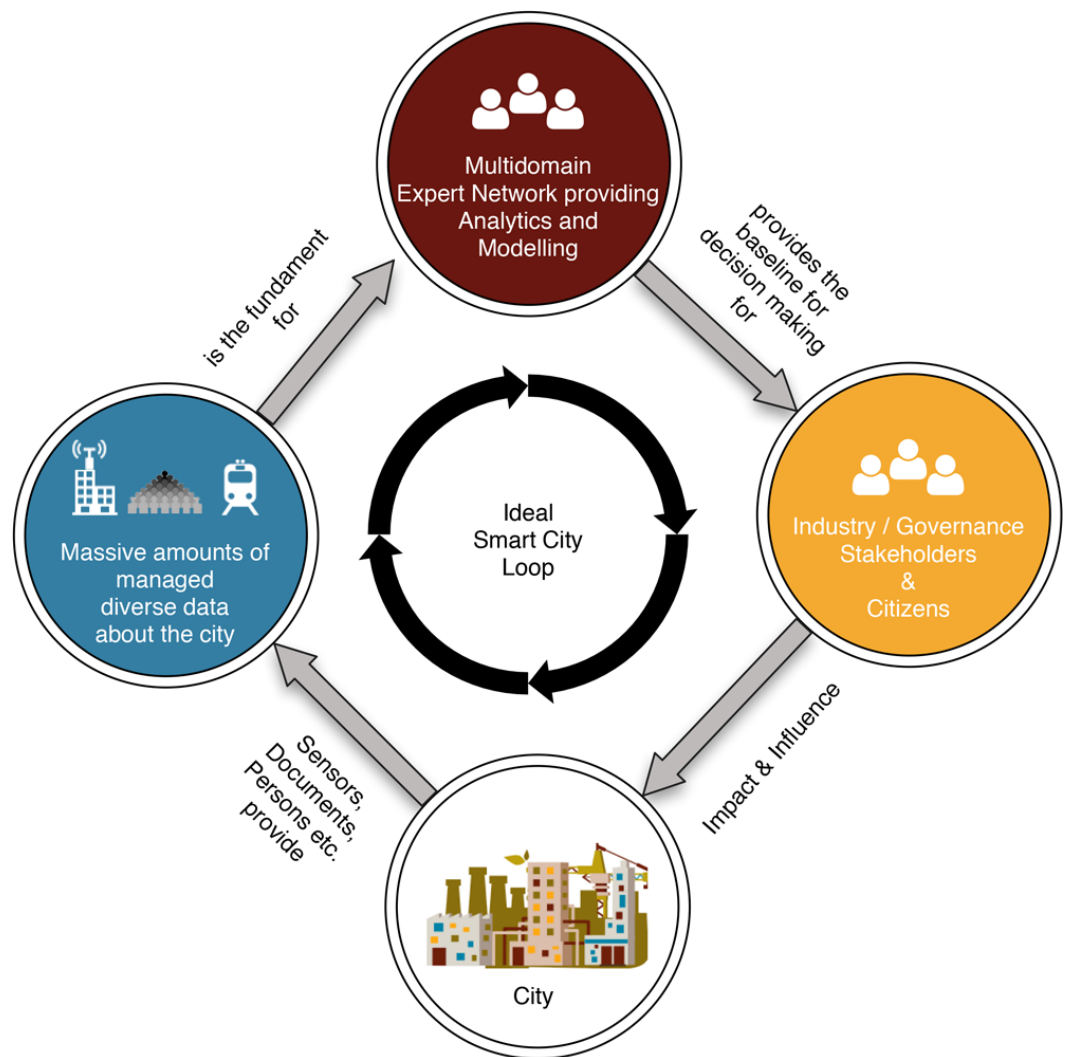 Multidomain
Expert Network providing
Analytics and
Modelling
provides the
baseline for
decision making
for
Industry / Governance
Stakeholders
&
Citizens
Impact & Influence
City
Sensors,
Documents,
Persons etc.
provide
Massive amounts of
managed
diverse data
about the city
is the fundament
for
Ideal
Smart City
Loop